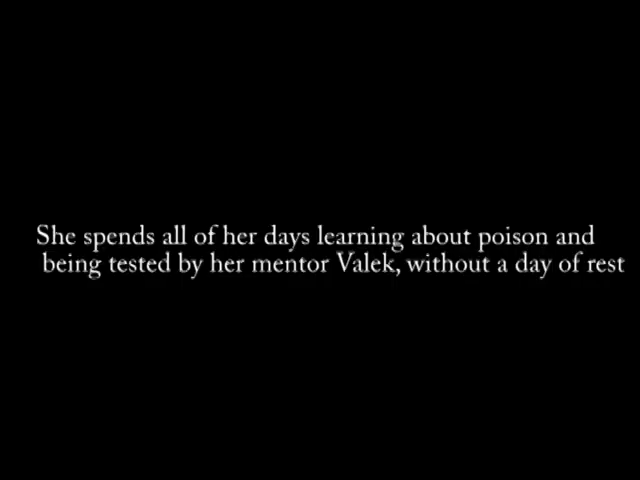 She spends all of her days learning about poison and
being tested by her mentor Valek, without a day of rest